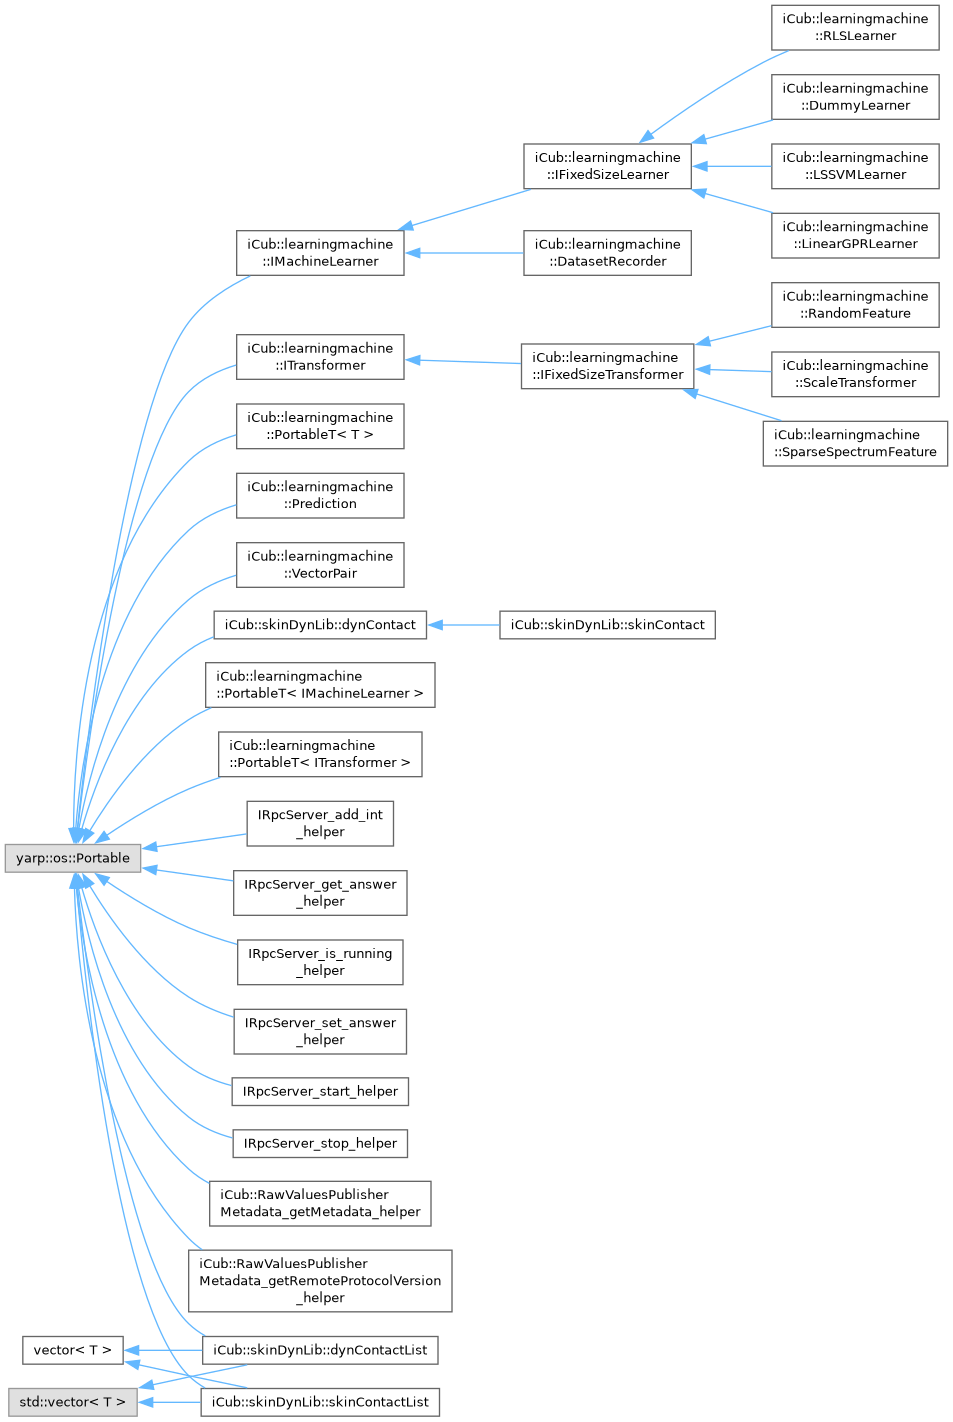 iCub::learningmachine
::RLSLearner
iCub::learningmachine
::DummyLearner
iCub::learningmachine
::IFixedSizeLearner
iCub::learningmachine
::LSSVMLearner
iCub::learningmachine
::LinearGPRLearner
iCub::learningmachine
::IMachineLearner
iCub::learningmachine
::DatasetRecorder
iCub::learningmachine
::RandomFeature
iCub::learningmachine
::ITransformer
iCub::learningmachine
::IFixedSizeTransformer
iCub::learningmachine
::ScaleTransformer
iCub::learningmachine
::PortableT< T >
iCub::learningmachine
::SparseSpectrumFeature
iCub::learningmachine
::Prediction
iCub::learningmachine
::VectorPair
iCub::skinDynLib::dynContact
iCub::skinDynLib::skinContact
iCub::learningmachine
::PortableT< IMachineLearner >
iCub::learningmachine
::PortableT< ITransformer >
IRpcServer_add_int
_helper
yarp::os::Portable
IRpcServer_get_answer
_helper
IRpcServer_is_running
_helper
IRpcServer_set_answer
_helper
IRpcServer_start_helper
IRpcServer_stop_helper
iCub::RawValuesPublisher
Metadata_getMetadata_helper
iCub::RawValuesPublisher
Metadata_getRemoteProtocolVersion
_helper
vector< T >
iCub::skinDynLib::dynContactList
std::vector< T >
iCub::skinDynLib::skinContactList